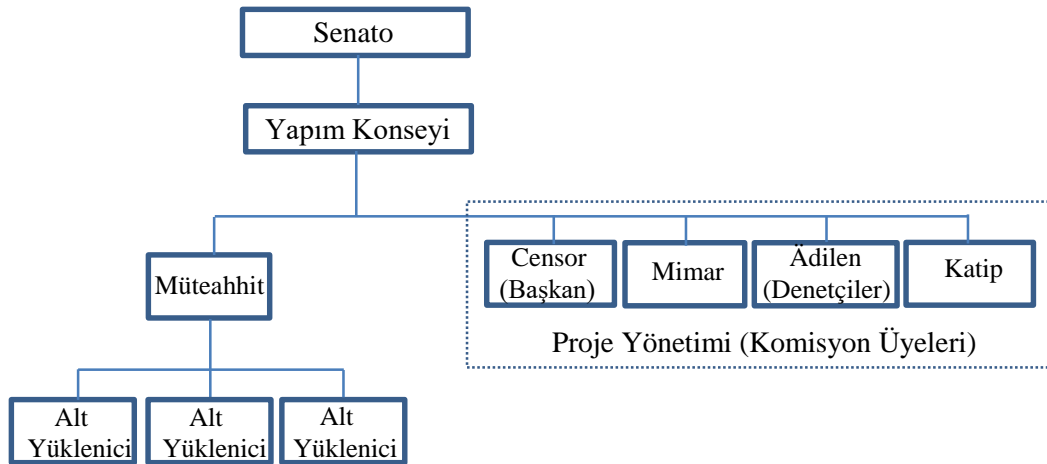 Senato
Yapım Konseyi
Müteahhit
Censor
(Başkan)
Mimar
Ädilen
(Denetçiler)
Katip
Proje Yönetimi (Komisyon Üyeleri)
Alt
Yüklenici
Alt
Yüklenici
Alt
Yüklenici